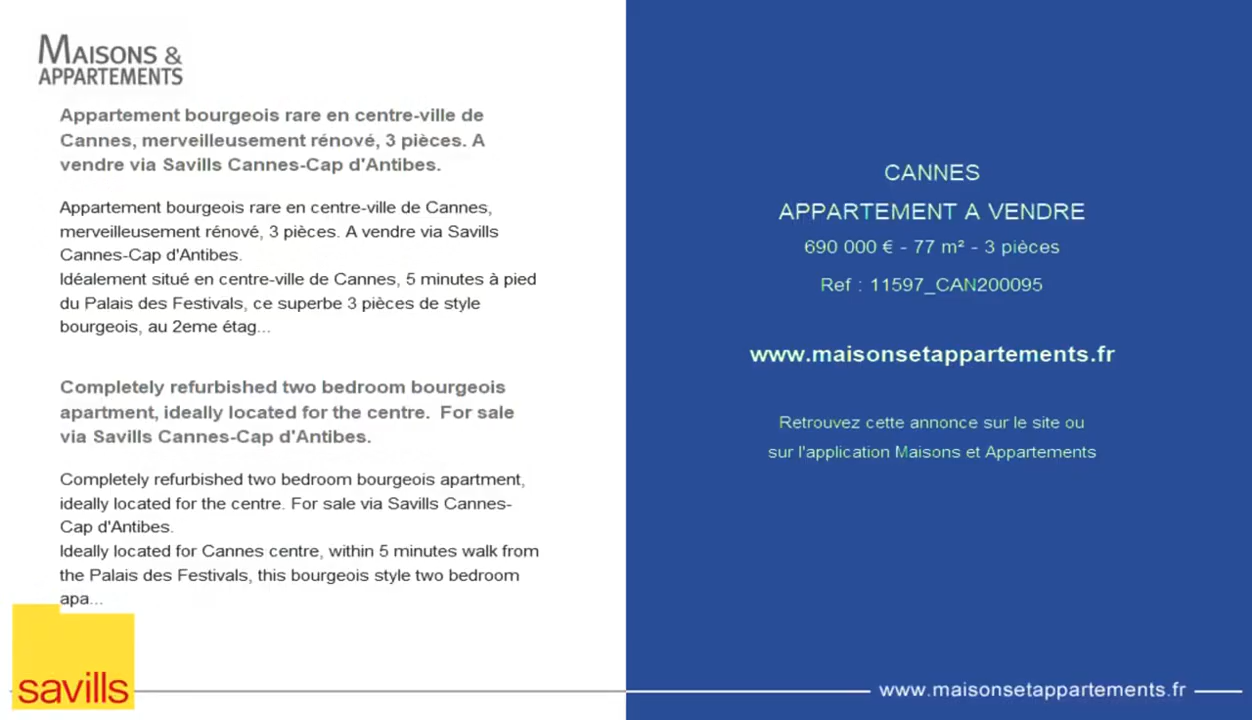 MAISONS &
APPARTEMENTS
Appartement bourgeois rare en centre-ville de
Cannes, merveilleusement rénové, 3 pièces. A
vendre via Savills Cannes-Cap d'Antibes.
Appartement bourgeois rare en centre-ville de Cannes,
merveilleusement rénové, 3 pièces. A vendre via Savills
Cannes-Cap d'Antibes.
Idéalement situé en centre-ville de Cannes, 5 minutes à pied
du Palais des Festivals, ce superbe 3 pièces de style
bourgeois, au 2eme étag...
Completely refurbished two bedroom bourgeois
apartment, ideally located for the centre. For sale
via Savills Cannes-Cap d'Antibes.
Completely refurbished two bedroom bourgeois apartment,
ideally located for the centre. For sale via Savills Cannes-
Cap d'Antibes.
Ideally located for Cannes centre, within 5 minutes walk from
the Palais des Festivals, this bourgeois style two bedroom
apa...
savills
CANNES
APPARTEMENT A VENDRE
690 000 € - 77 m² - 3 pièces
Ref : 11597_CAN200095
www.maisonsetappartements.fr
Retrouvez cette annonce sur le site ou
sur l'application Maisons et Appartements
www.maisonsetappartements.fr